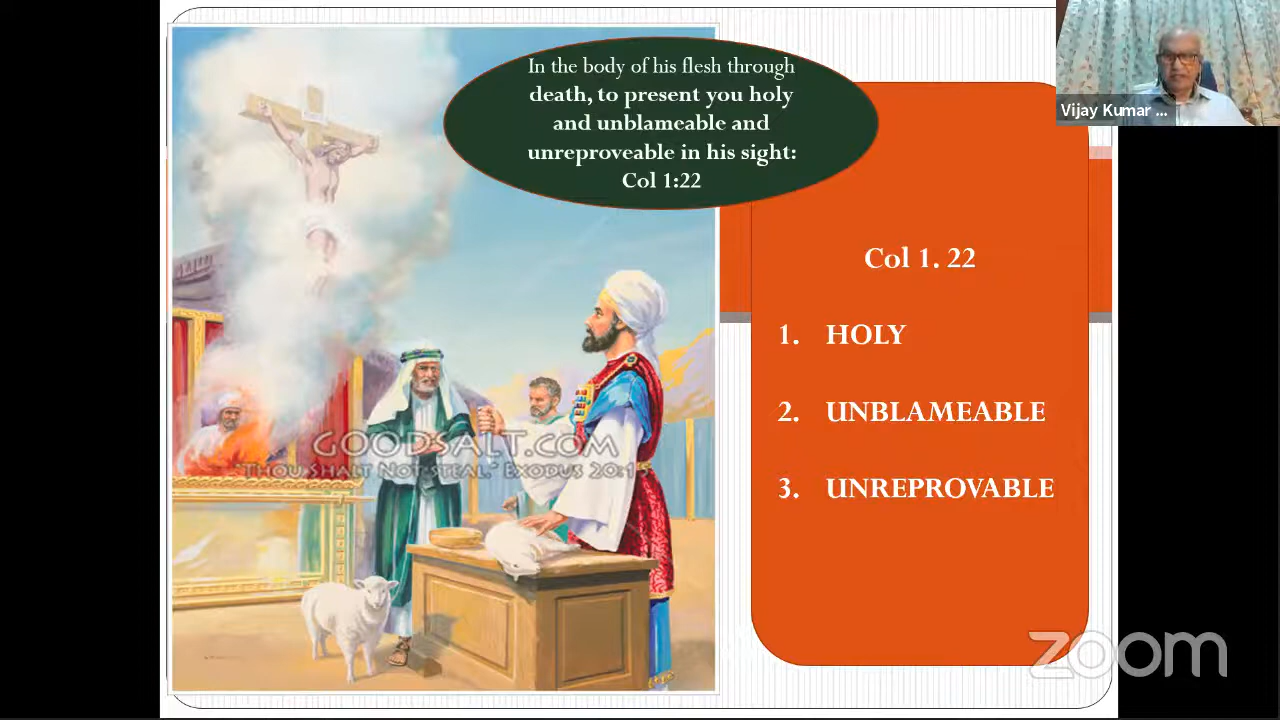 In the body of his flesh through
death, to present you holy
and unblameable and
unreproveable in his sight:
Col 1:22
Vijay Kumar ...
Col 1. 22
1. HOLY
2. UNBLAMEABLE
3. UNREPROVABLE
GOODSALT.COM
"THOU SHALT NOT STEAL." EXODUS 20:1
zoom